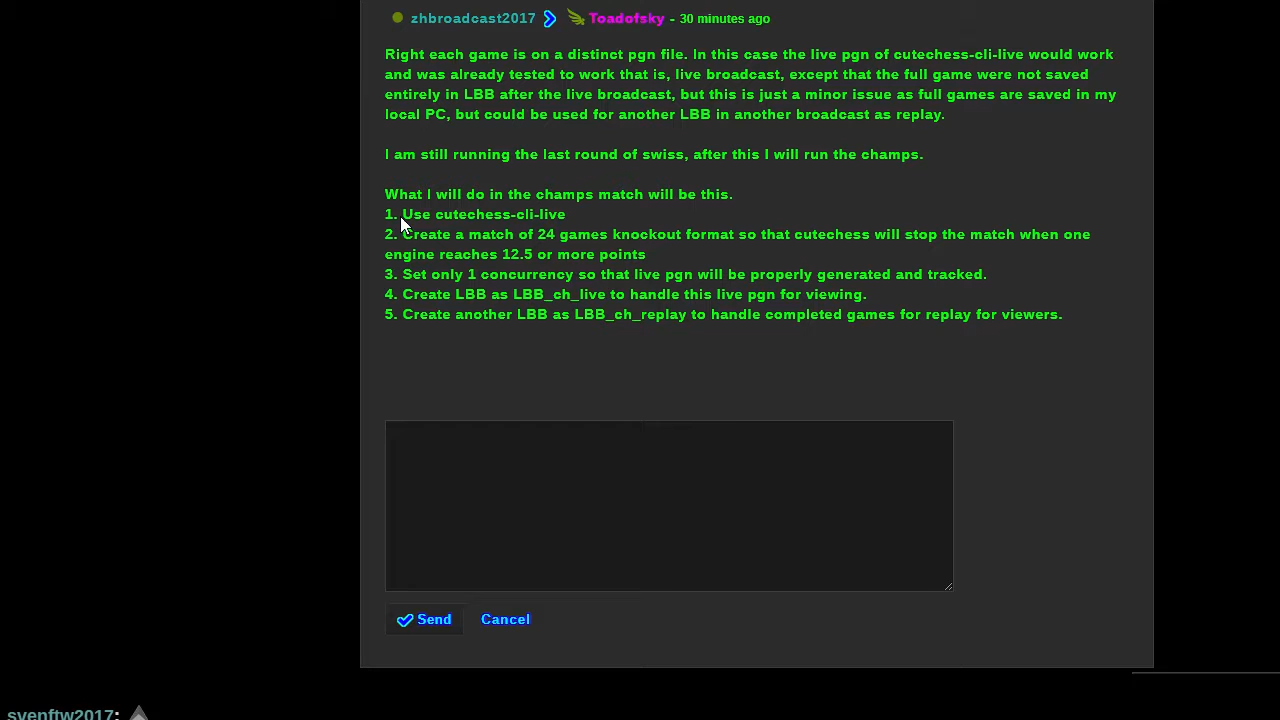 zhbroadcast2017 Toadofsky - 30 minutes ago
Right each game is on a distinct pgn file. In this case the live pgn of cutechess-cli-live would work
and was already tested to work that is, live broadcast, except that the full game were not saved
entirely in LBB after the live broadcast, but this is just a minor issue as full games are saved in my
local PC, but could be used for another LBB in another broadcast as replay.
I am still running the last round of swiss, after this I will run the champs.
What I will do in the champs match will be this.
1. Use cutechess-cli-live
2. Create a match of 24 games knockout format so that cutechess will stop the match when one
engine reaches 12.5 or more points
3. Set only 1 concurrency so that live pgn will be properly generated and tracked.
4. Create LBB as LBB_ch_live to handle this live pgn for viewing.
5. Create another LBB as LBB_ch_replay to handle completed games for replay for viewers.
Send Cancel
svenftw2017: